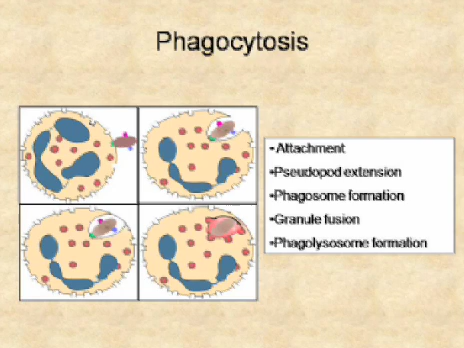 Phagocytosis
• Attachment
•Pseudopod extension
•Phagosome formation
•Granule fusion
•Phagolysosome formation